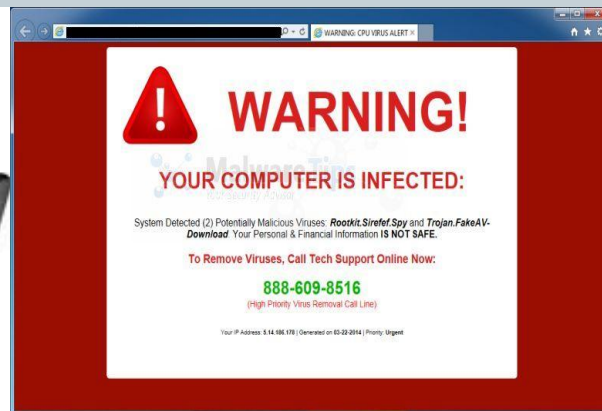 WARNING: CPU VIRUS ALERT
WARNING!
MalwareTips
YOUR COMPUTER IS INFECTED:
System Detected (2) Potentially Malicious Viruses: Rootkit.Sirefef.Spy and Trojan.FakeAV-
Download. Your Personal & Financial Information IS NOT SAFE.
To Remove Viruses, Call Tech Support Online Now:
888-609-8516
(High Priority Virus Removal Call Line)
Your IP Address: 5.14.186.178 | Generated on 03-22-2014 | Priority: Urgent